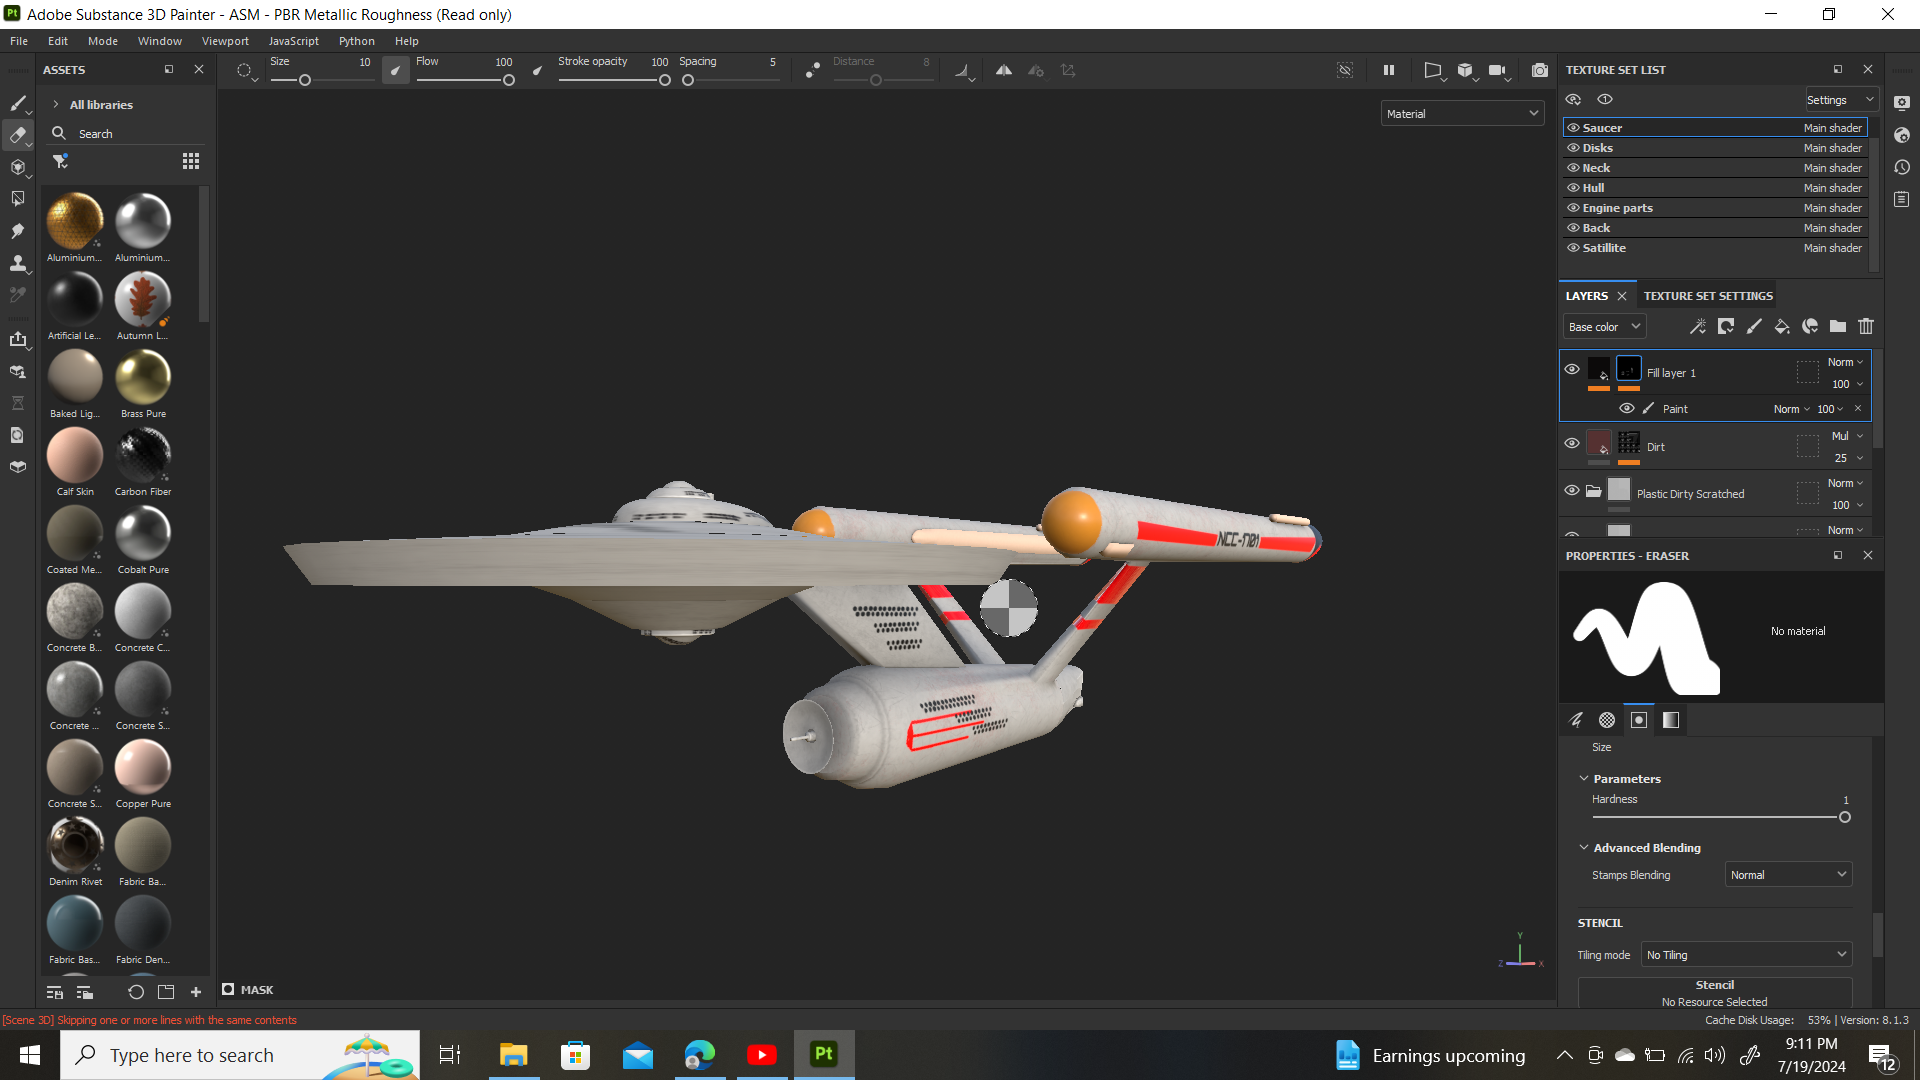 Pt Adobe Substance 3D Painter - ASM - PBR Metallic Roughness (Read only)
File Edit Mode Window Viewport JavaScript Python Help
ASSETS
Size 10 Flow 100 Stroke opacity 100 Spacing 5 Distance 8
All libraries
Search
Aluminium... Aluminium...
Artificial Le... Autumn L...
Baked Lig... Brass Pure
Calf Skin Carbon Fiber
Coated Me... Cobalt Pure
Concrete B... Concrete C...
Concrete ... Concrete S...
Concrete S... Copper Pure
Denim Rivet Fabric Ba...
Fabric Bas... Fabric Den...
Material
NCC-1701
Y
Z X
MASK
TEXTURE SET LIST
Settings
Saucer Main shader
Disks Main shader
Neck Main shader
Hull Main shader
Engine parts Main shader
Back Main shader
Satillite Main shader
LAYERS TEXTURE SET SETTINGS
Base color
Fill layer 1 Norm
100
Paint Norm 100
Dirt Mul
25
Plastic Dirty Scratched Norm
100
Norm
PROPERTIES - ERASER
No material
Size
Parameters
Hardness 1
Advanced Blending
Stamps Blending Normal
STENCIL
Tiling mode No Tiling
Stencil
No Resource Selected
[Scene 3D] Skipping one or more lines with the same contents
Cache Disk Usage: 53% | Version: 8.1.3
Type here to search
Pt
Earnings upcoming
9:11 PM
7/19/2024
12